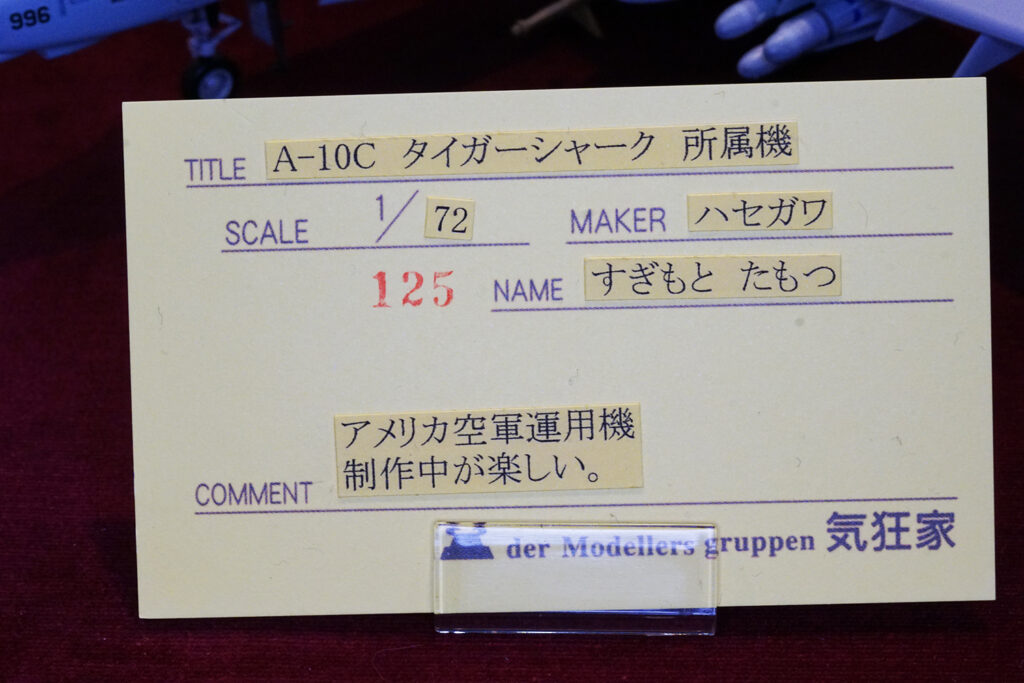 996
TITLE A-10C タイガーシャーク 所属機
SCALE 1/72 MAKER ハセガワ
125 NAME すぎもと たもつ
アメリカ空軍運用機
COMMENT 制作中が楽しい。
der Modellers gruppen 気狂家